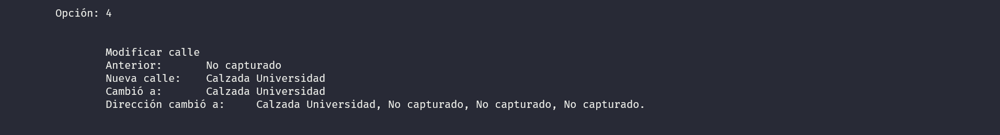 Opción: 4
Modificar calle
Anterior: No capturado
Nueva calle: Calzada Universidad
Cambió a: Calzada Universidad
Dirección cambió a: Calzada Universidad, No capturado, No capturado, No capturado.